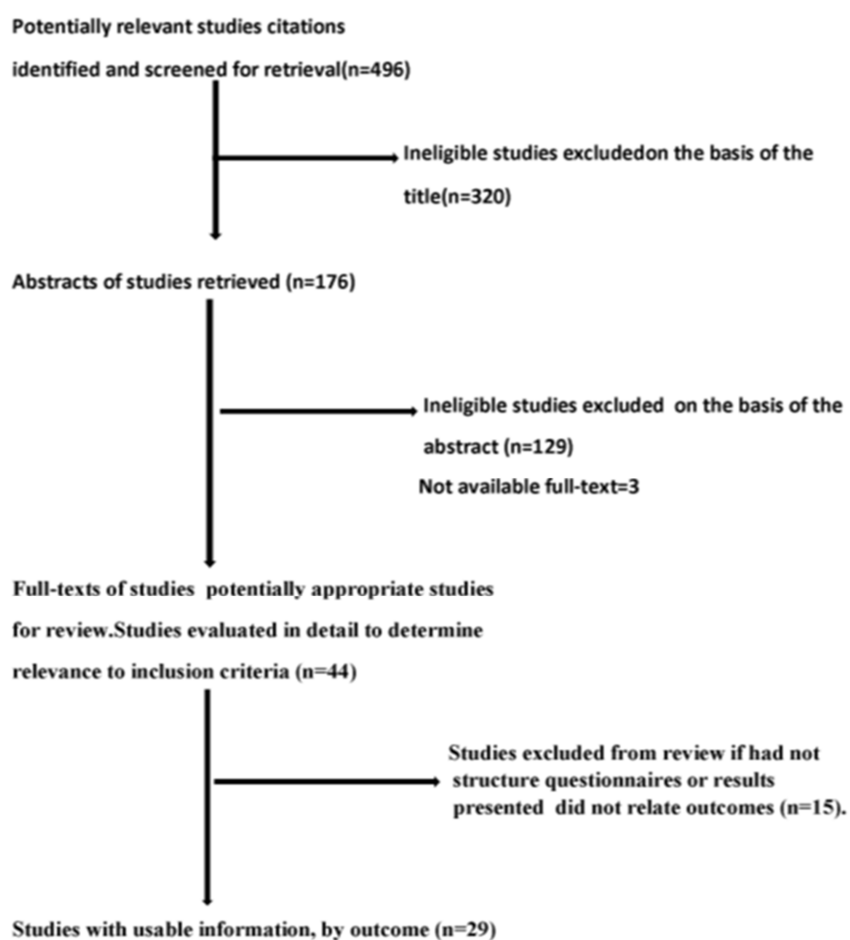 Potentially relevant studies citations
identified and screened for retrieval(n=496)
Ineligible studies excludedon the basis of the
title(n=320)
Abstracts of studies retrieved (n=176)
Ineligible studies excluded on the basis of the
abstract (n=129)
Not available full-text=3
Full-texts of studies potentially appropriate studies
for review.Studies evaluated in detail to determine
relevance to inclusion criteria (n=44)
Studies excluded from review if had not
structure questionnaires or results
presented did not relate outcomes (n=15).
Studies with usable information, by outcome (n=29)